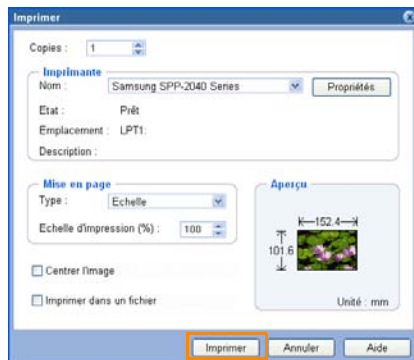 Imprimer
Copies : 1
Imprimante
Nom : Samsung SPP-2040 Series Propriétés
Etat : Prêt
Emplacement : LPT1:
Description :
Mise en page
Type : Echelle
Echelle d'impression (%) : 100
Centrer l'image
Imprimer dans un fichier
Aperçu
152.4
101.6
Unité : mm
Imprimer Annuler Aide